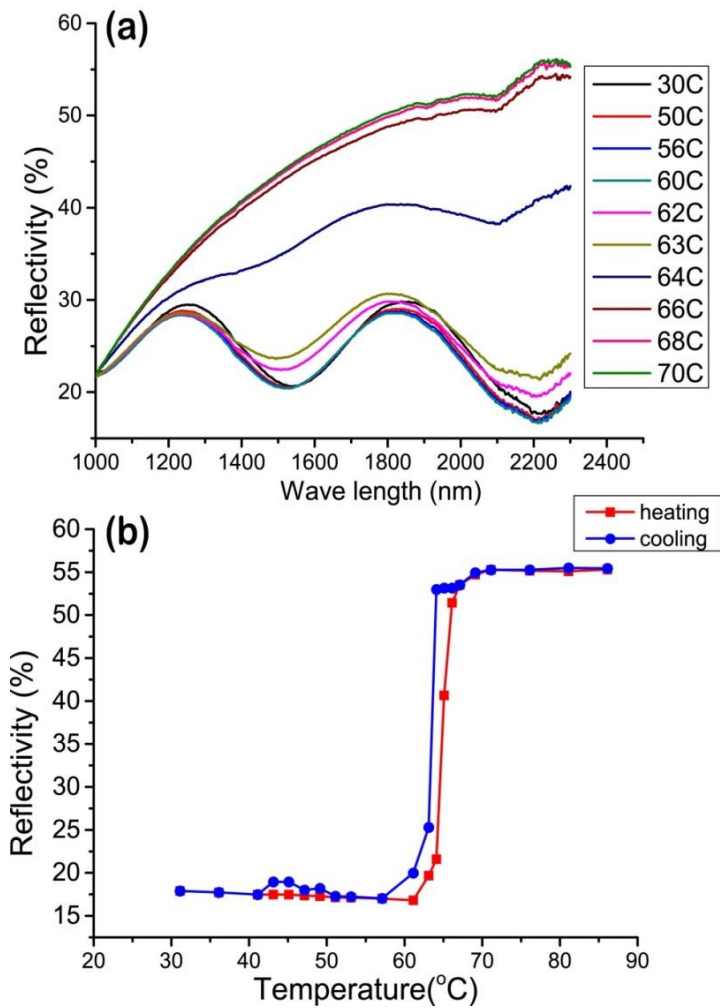 (a)
60
50
40
30
20
Reflectivity (%)
1000 1200 1400 1600 1800 2000 2200 2400
Wave length (nm)
30C
50C
56C
60C
62C
63C
64C
66C
68C
70C
(b)
heating
cooling
60
55
50
45
40
35
30
25
20
15
Reflectivity (%)
20 30 40 50 60 70 80 90
Temperature(°C)